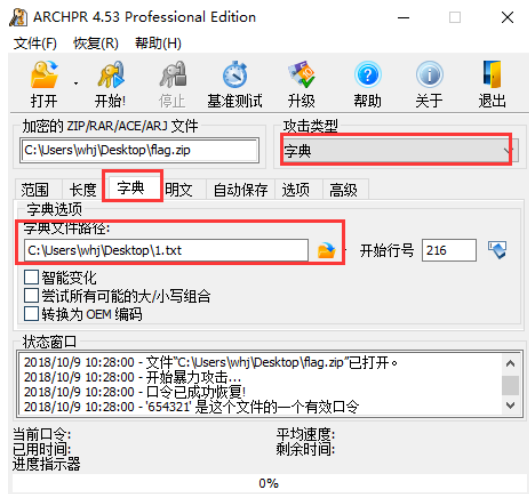 ARCHPR 4.53 Professional Edition
文件(F) 恢复(R) 帮助(H)
打开 开始! 停止 基准测试 升级 帮助 关于 退出
加密的 ZIP/RAR/ACE/ARJ 文件 攻击类型
C:\Users\whj\Desktop\flag.zip 字典
范围 长度 字典 明文 自动保存 选项 高级
字典选项
字典文件路径:
C:\Users\whj\Desktop\1.txt 开始行号 216
智能变化
尝试所有可能的大/小写组合
转换为 OEM 编码
状态窗口
2018/10/9 10:28:00 - 文件“C:\Users\whj\Desktop\flag.zip”已打开。
2018/10/9 10:28:00 - 开始暴力攻击...
2018/10/9 10:28:00 - 口令已成功恢复!
2018/10/9 10:28:00 - '654321' 是这个文件的一个有效口令
当前口令: 平均速度:
已用时间: 剩余时间:
进度指示器
0%